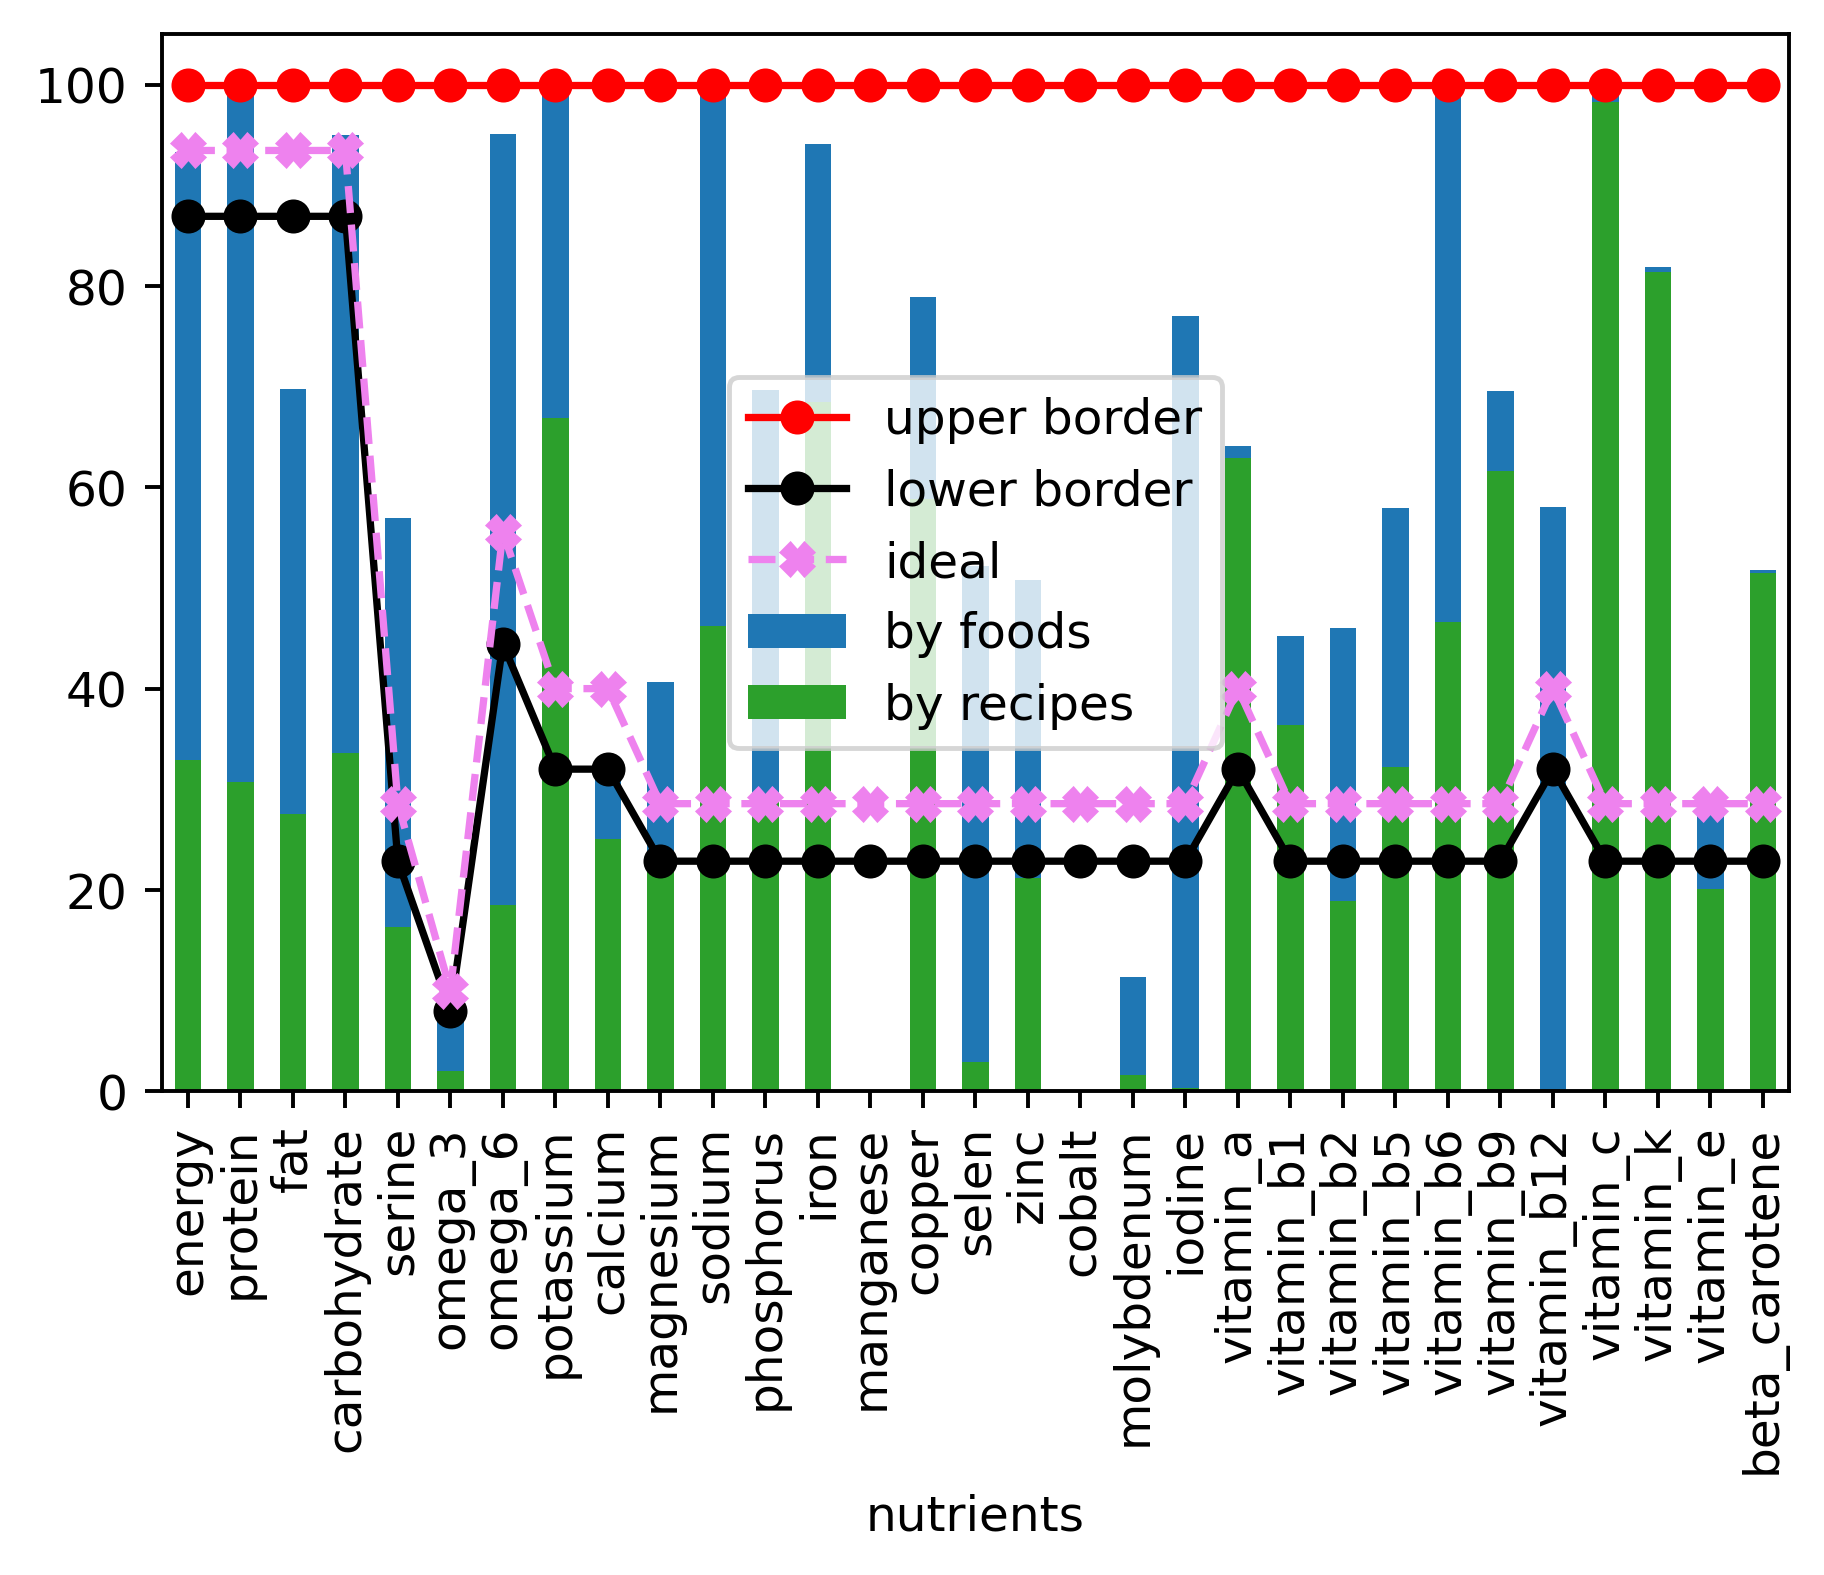 100
80
60
40
20
0
upper border
lower border
ideal
by foods
by recipes
energy
protein
fat
carbohydrate
serine
omega_3
omega_6
potassium
calcium
magnesium
sodium
phosphorus
iron
manganese
copper
selen
zinc
cobalt
molybdenum
iodine
vitamin_a
vitamin_b1
vitamin_b2
vitamin_b5
vitamin_b6
vitamin_b9
vitamin_b12
vitamin_c
vitamin_k
vitamin_e
beta_carotene
nutrients